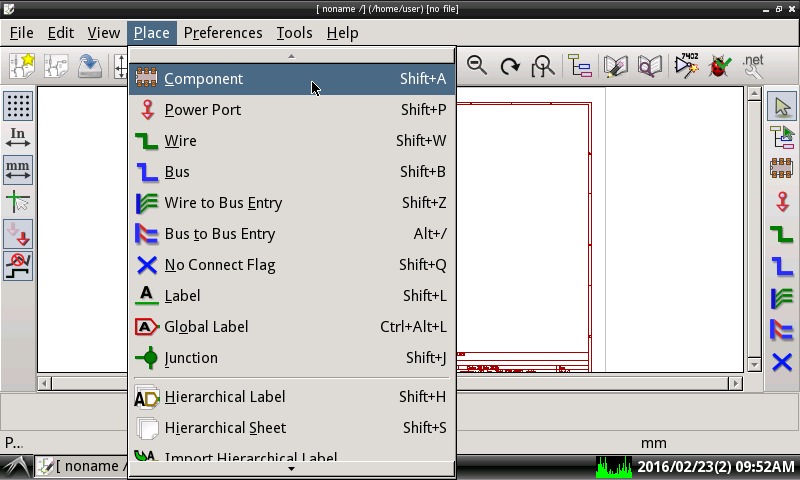 [ noname /] (/home/user) [no file]
File Edit View Place Preferences Tools Help
7402
.net
Component Shift+A
Power Port Shift+P
Wire Shift+W
Bus Shift+B
Wire to Bus Entry Shift+Z
Bus to Bus Entry Alt+/
No Connect Flag Shift+Q
A Label Shift+L
A Global Label Ctrl+Alt+L
Junction Shift+J
AD Hierarchical Label Shift+H
Hierarchical Sheet Shift+S
Import Hierarchical Label
In
mm
P...
mm
[ noname /
2016/02/23(2) 09:52AM